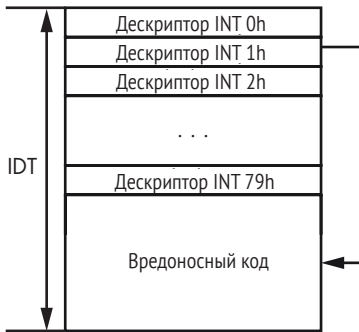 Дескриптор INT 0h
Дескриптор INT 1h
Дескриптор INT 2h
. . .
IDT
Дескриптор INT 79h
Вредоносный код